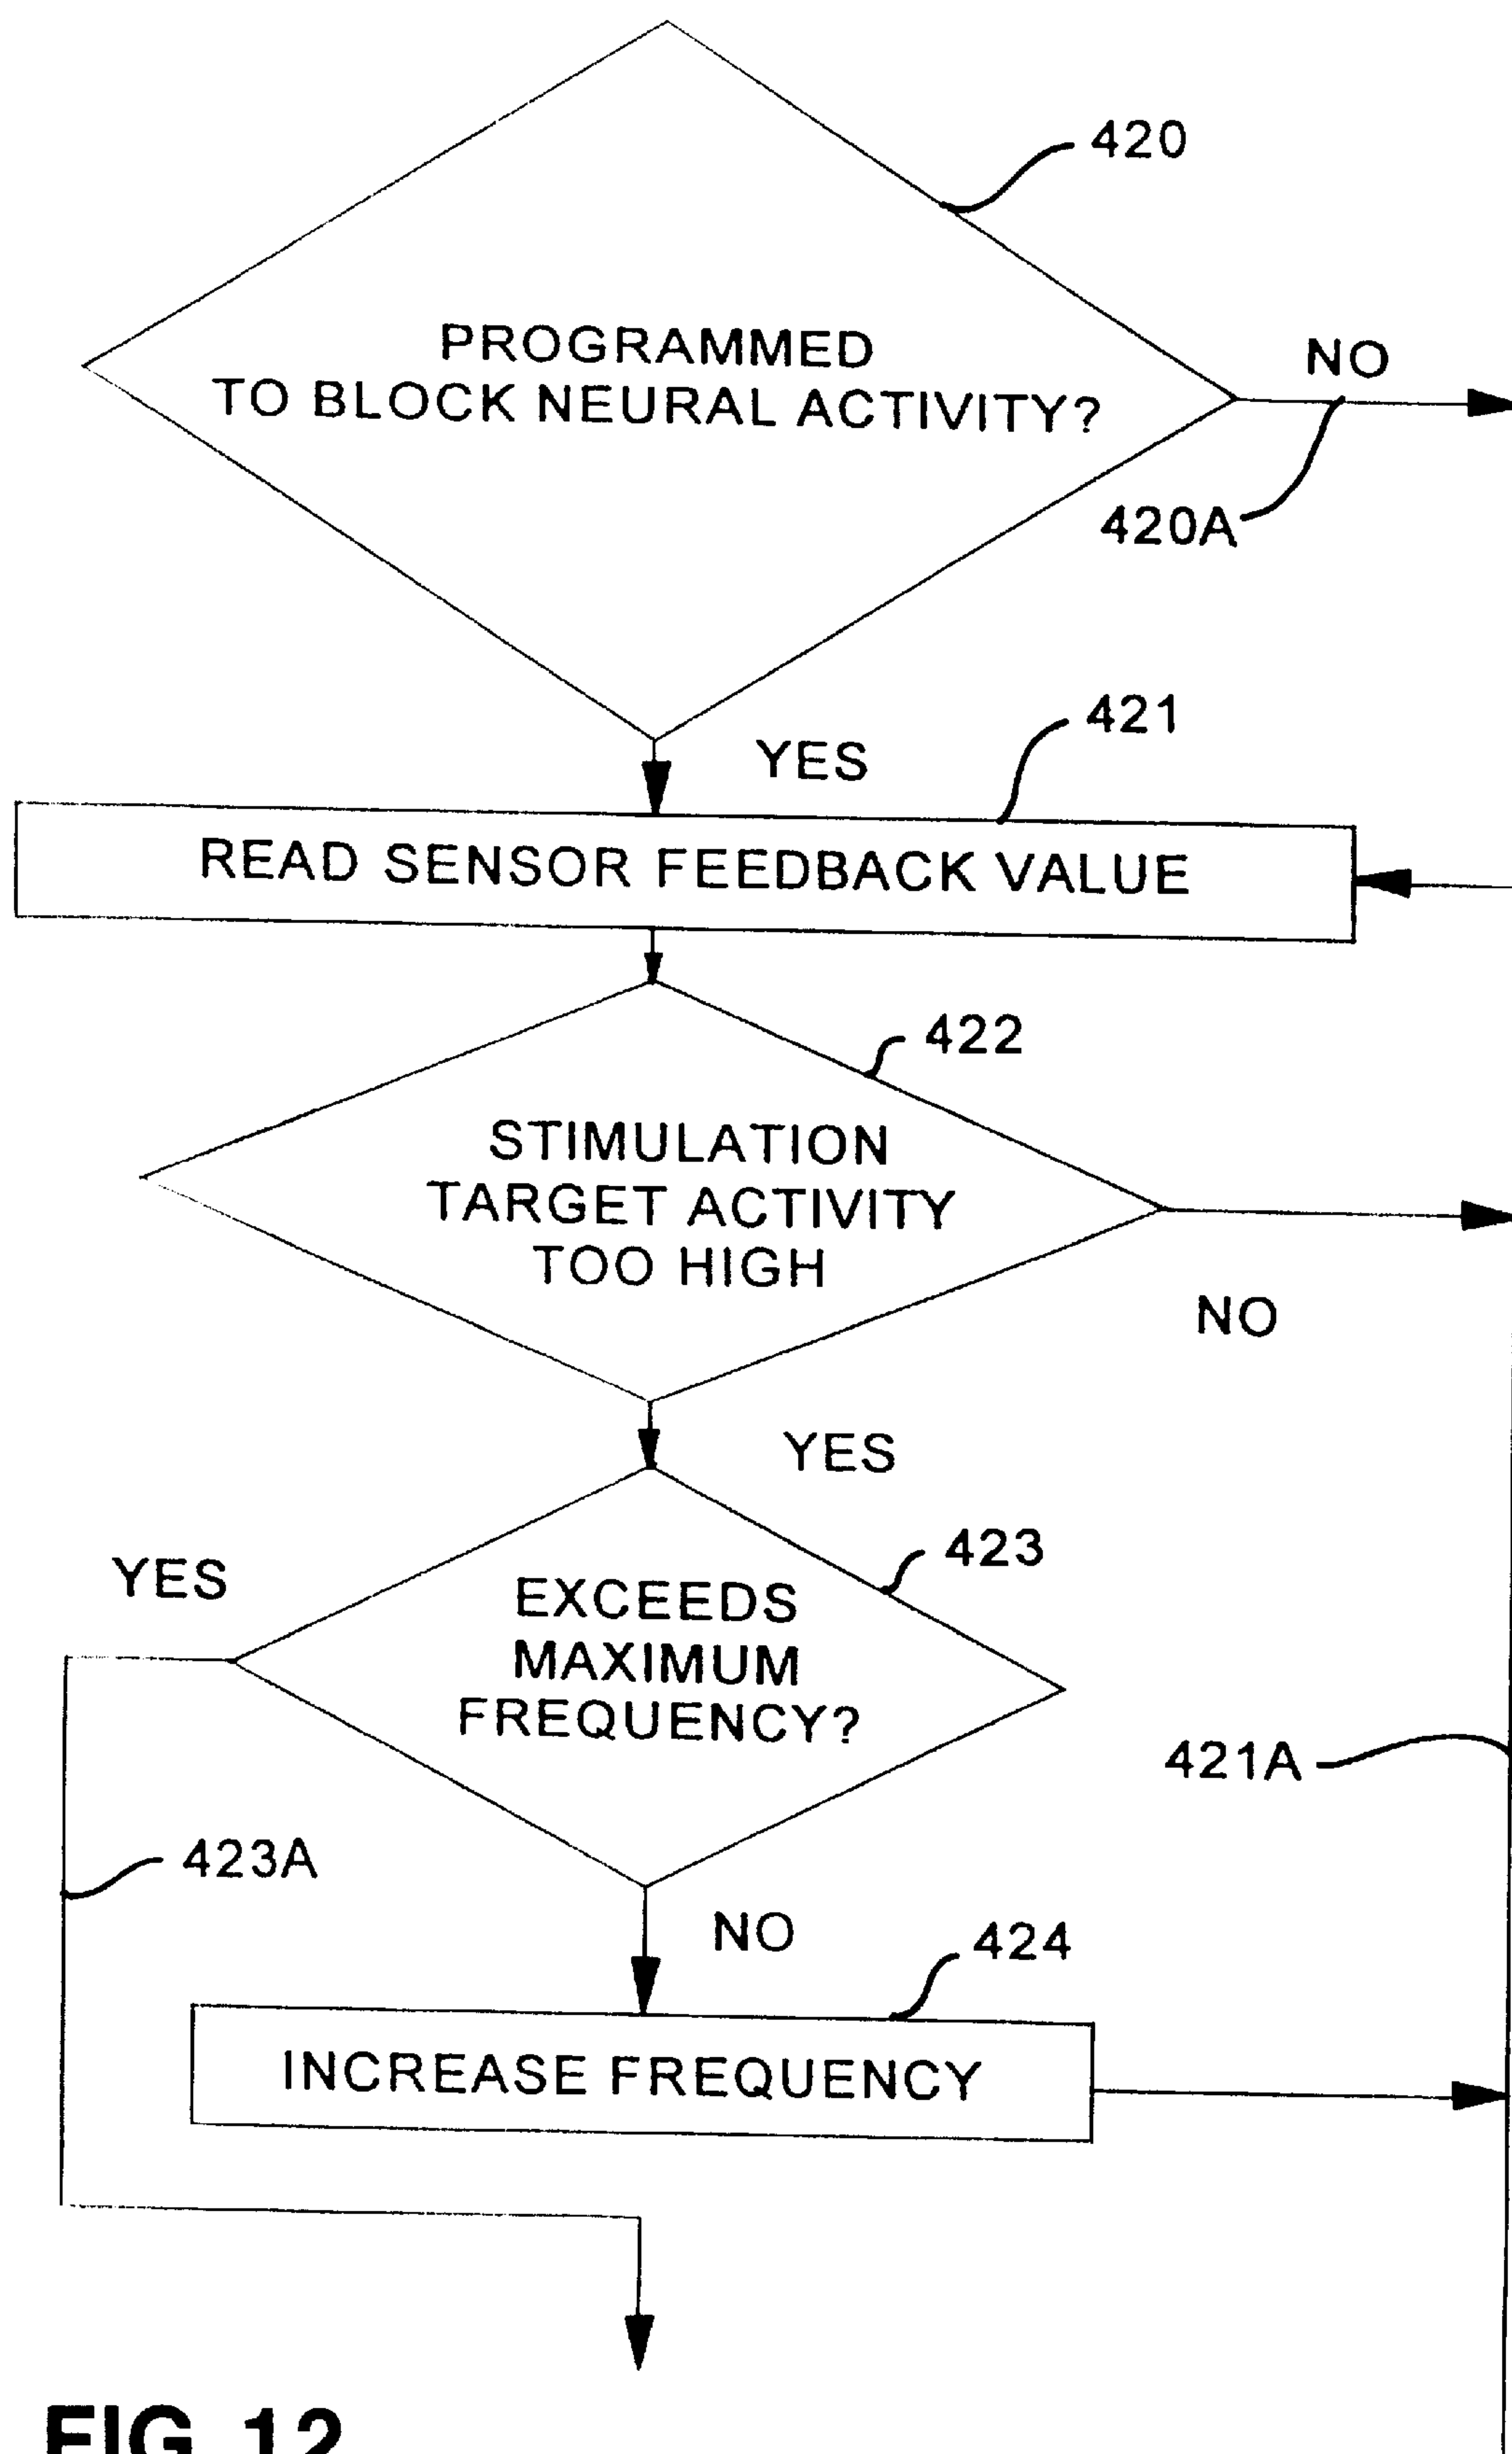 420
PROGRAMMED
TO BLOCK NEURAL ACTIVITY?
NO
420A
YES
421
READ SENSOR FEEDBACK VALUE
422
STIMULATION
TARGET ACTIVITY
TOO HIGH
NO
YES
423
YES
EXCEEDS
MAXIMUM
FREQUENCY?
421A
423A
NO
424
INCREASE FREQUENCY
FIG. 12